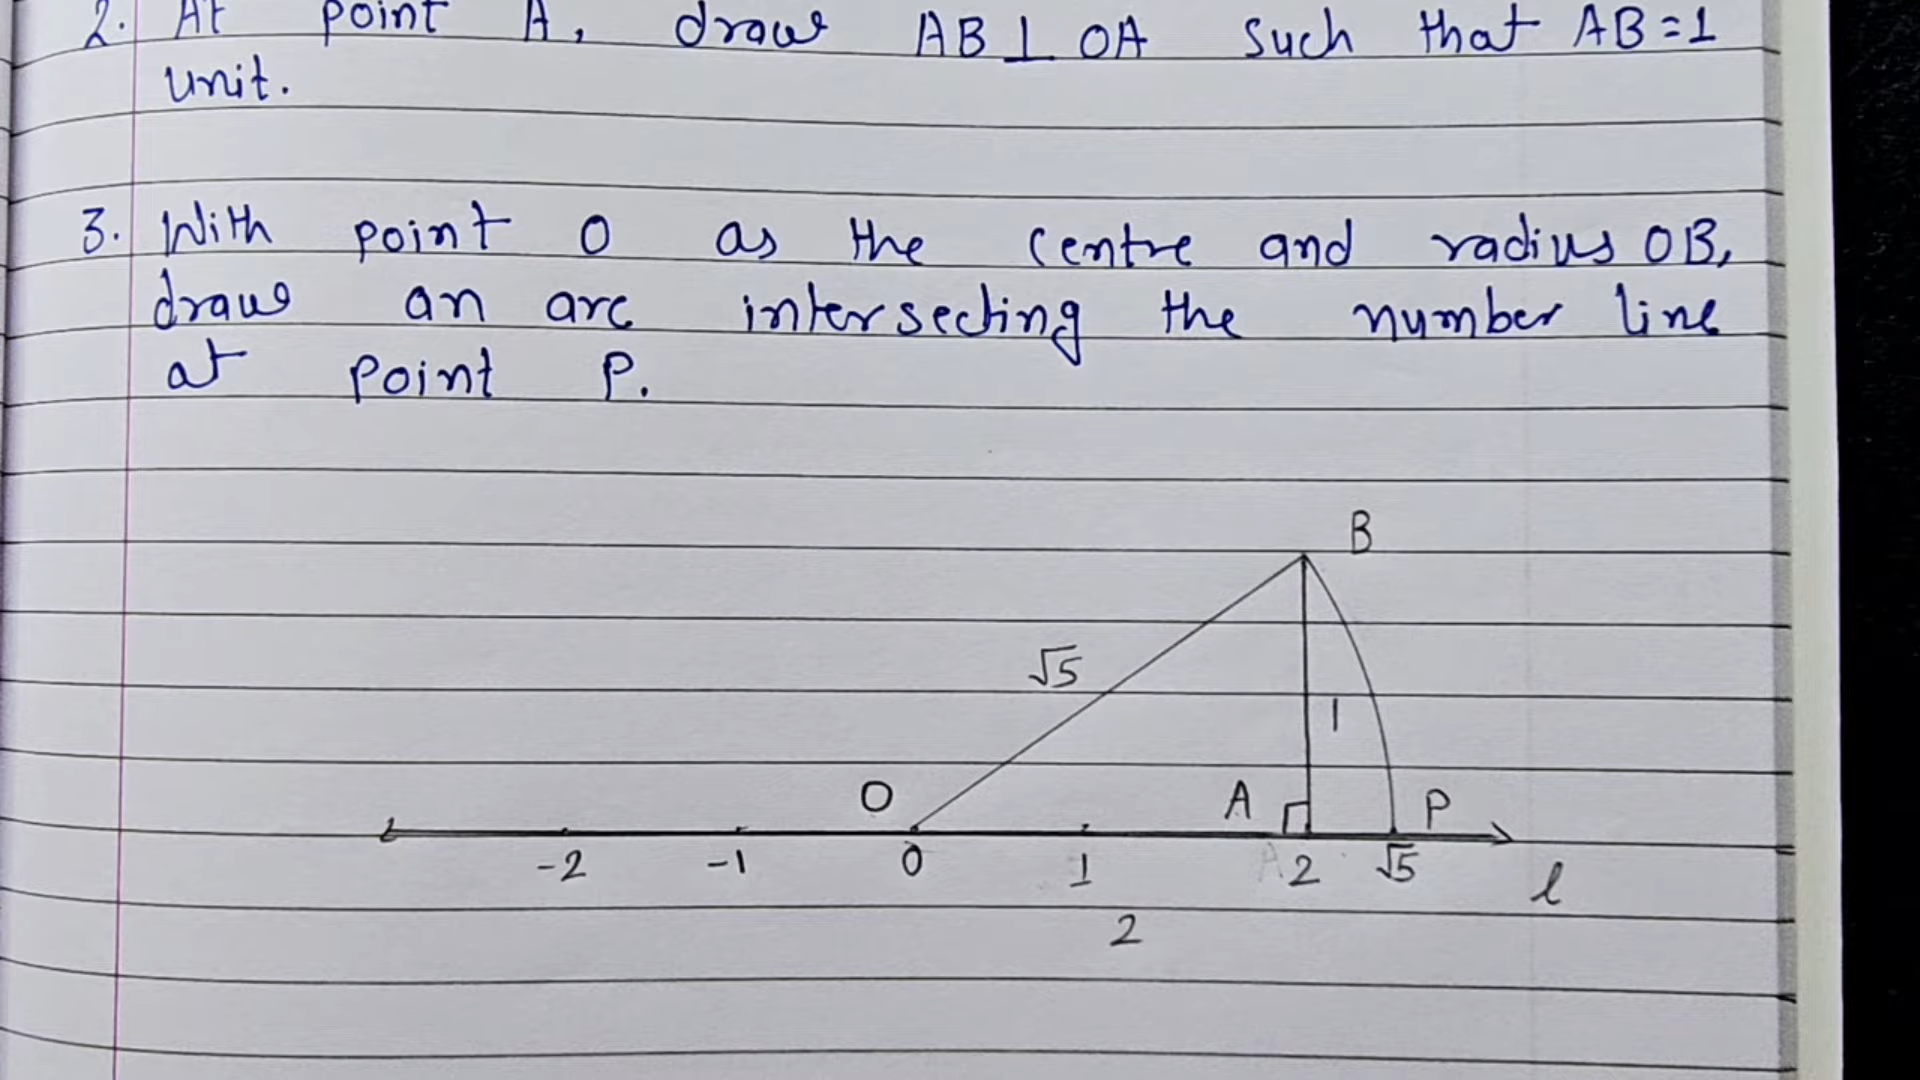 2. At point A, draw AB ⊥ OA such that AB = 1
unit.
3. With point O as the centre and radius OB,
draw an arc intersecting the number line
at point P.
B
√5
1
O
A
P
-2 -1 0 1 2 √5
l
2